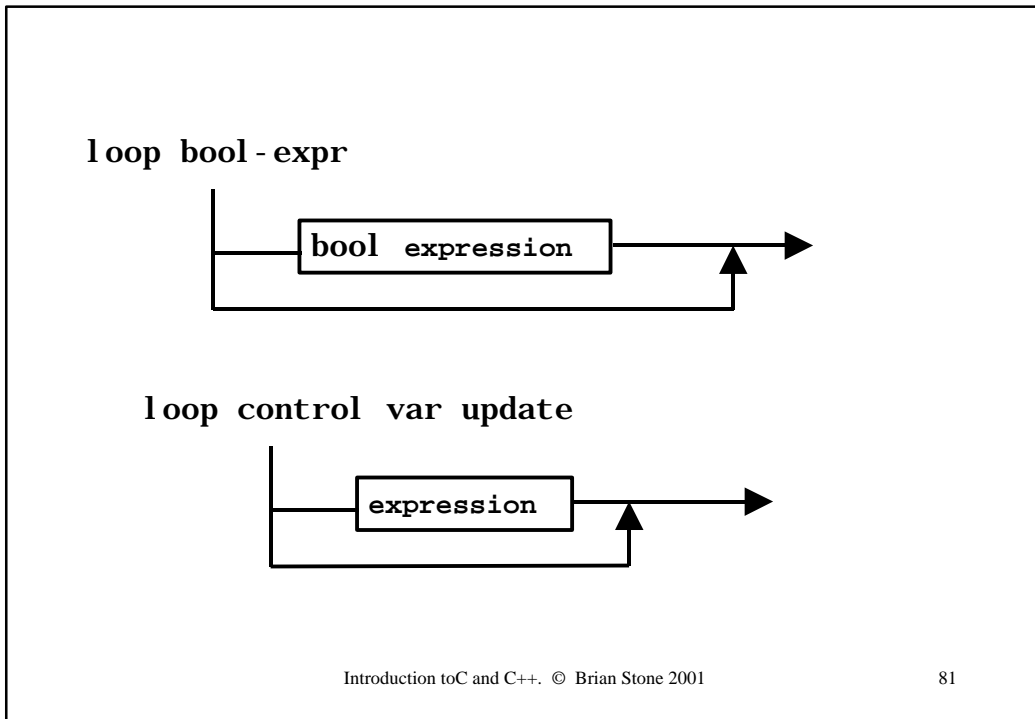 loop bool-expr
bool expression
loop control var update
expression
Introduction toC and C++. © Brian Stone 2001 81